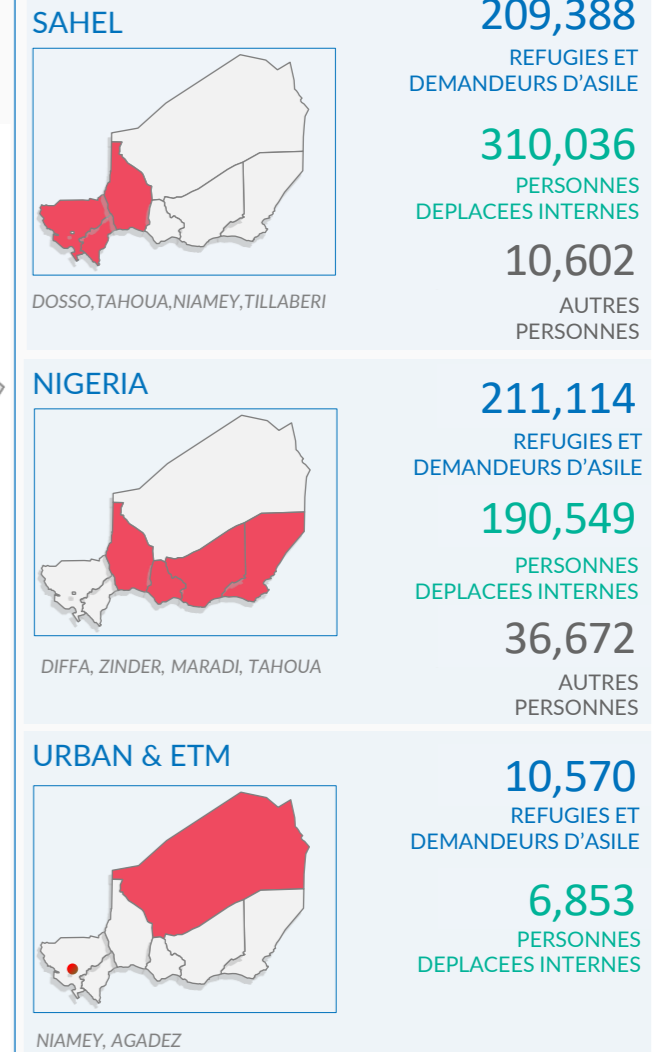 SAHEL
209,388
REFUGIES ET
DEMANDEURS D'ASILE
310,036
PERSONNES
DEPLACEES INTERNES
10,602
AUTRES
PERSONNES
DOSSO,TAHOUA,NIAMEY,TILLABERI
NIGERIA
211,114
REFUGIES ET
DEMANDEURS D'ASILE
190,549
PERSONNES
DEPLACEES INTERNES
36,672
AUTRES
PERSONNES
DIFFA, ZINDER, MARADI, TAHOUA
URBAN & ETM
10,570
REFUGIES ET
DEMANDEURS D'ASILE
6,853
PERSONNES
DEPLACEES INTERNES
NIAMEY, AGADEZ